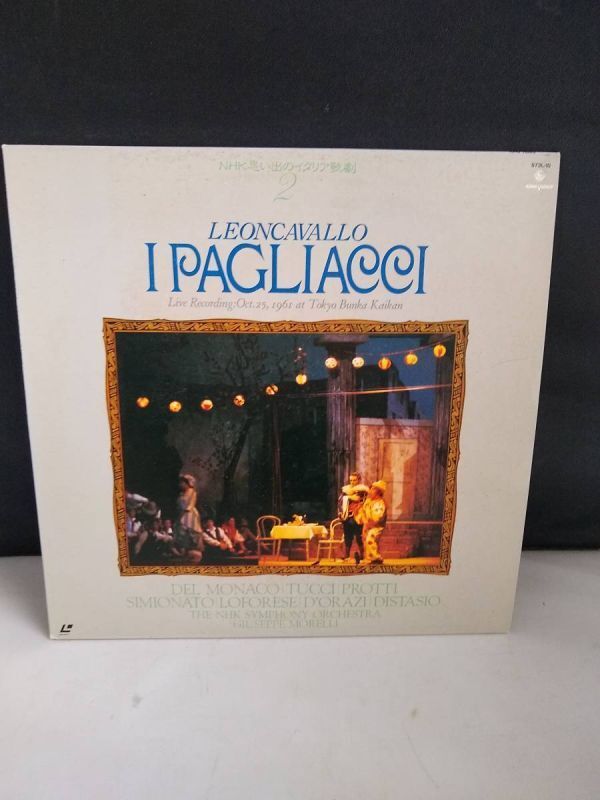 NHK思い出のイタリア歌劇
2
LEONCAVALLO
I PAGLIACCI
Live Recording:Oct.25, 1961 at Tokyo Bunka Kaikan
DEL MONACO TUCCI PROTTI
SIMIONATO LOFORESE D'ORAZI DISTASIO
THE NHK SYMPHONY ORCHESTRA
GIUSEPPE MORELLI